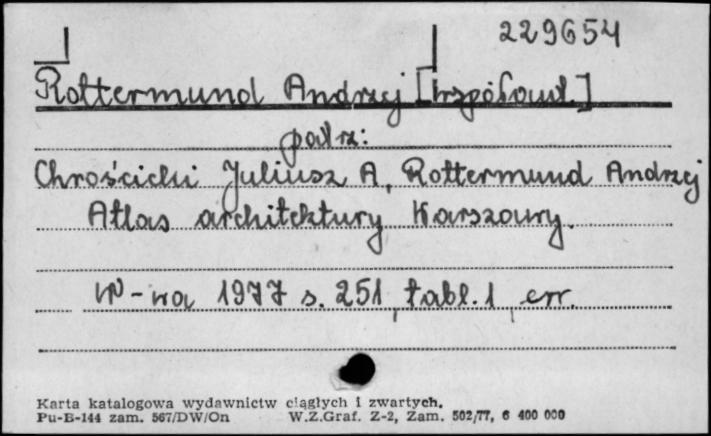 229654
Rottermund Andrzej [współaut.]
patrz:
Chrościcki Juliusz A, Rottermund Andrzej
Atlas architektury Warszawy.
W-wa 1977 s. 251, tabl. 1, err.
Karta katalogowa wydawnictw ciągłych i zwartych.
Pu-B-144 zam. 567/DW/On W.Z.Graf. Z-2, Zam. 502/77, 6 400 000